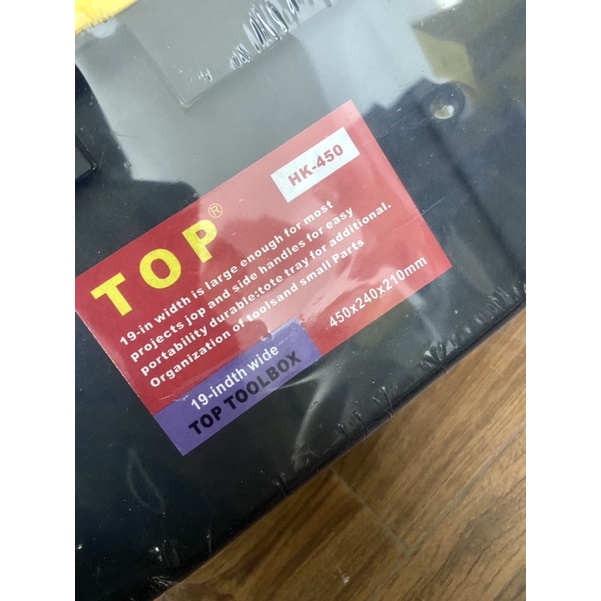 HK-450
TOP®
19-in width is large enough for most
projects jop and side handles for easy
portability durable:tote tray for additional.
Organization of toolsand small Parts
450x240x210mm
19-indth wide
TOP TOOLBOX